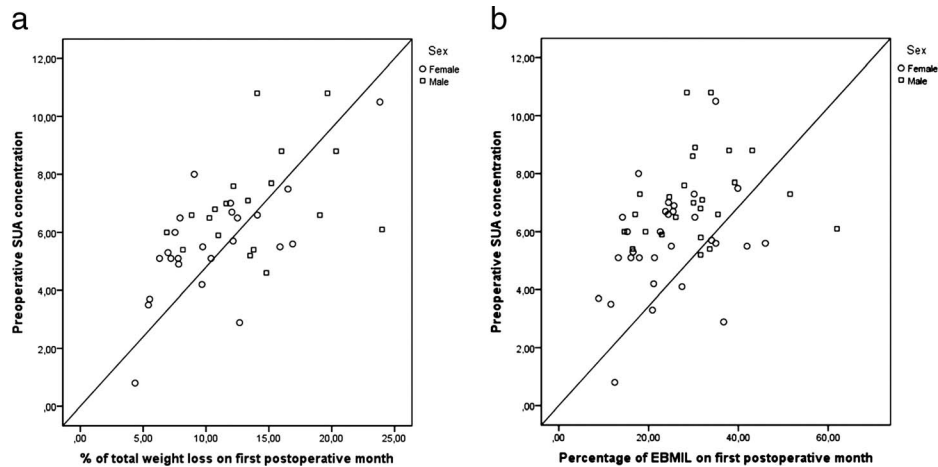 a
Preoperative SUA concentration
12,00
10,00
8,00
6,00
4,00
2,00
,00
,00 5,00 10,00 15,00 20,00 25,00
% of total weight loss on first postoperative month
Sex
Female
Male
b
Preoperative SUA concentration
12,00
10,00
8,00
6,00
4,00
2,00
,00
,00 20,00 40,00 60,00
Percentage of EBMIL on first postoperative month
Sex
Female
Male